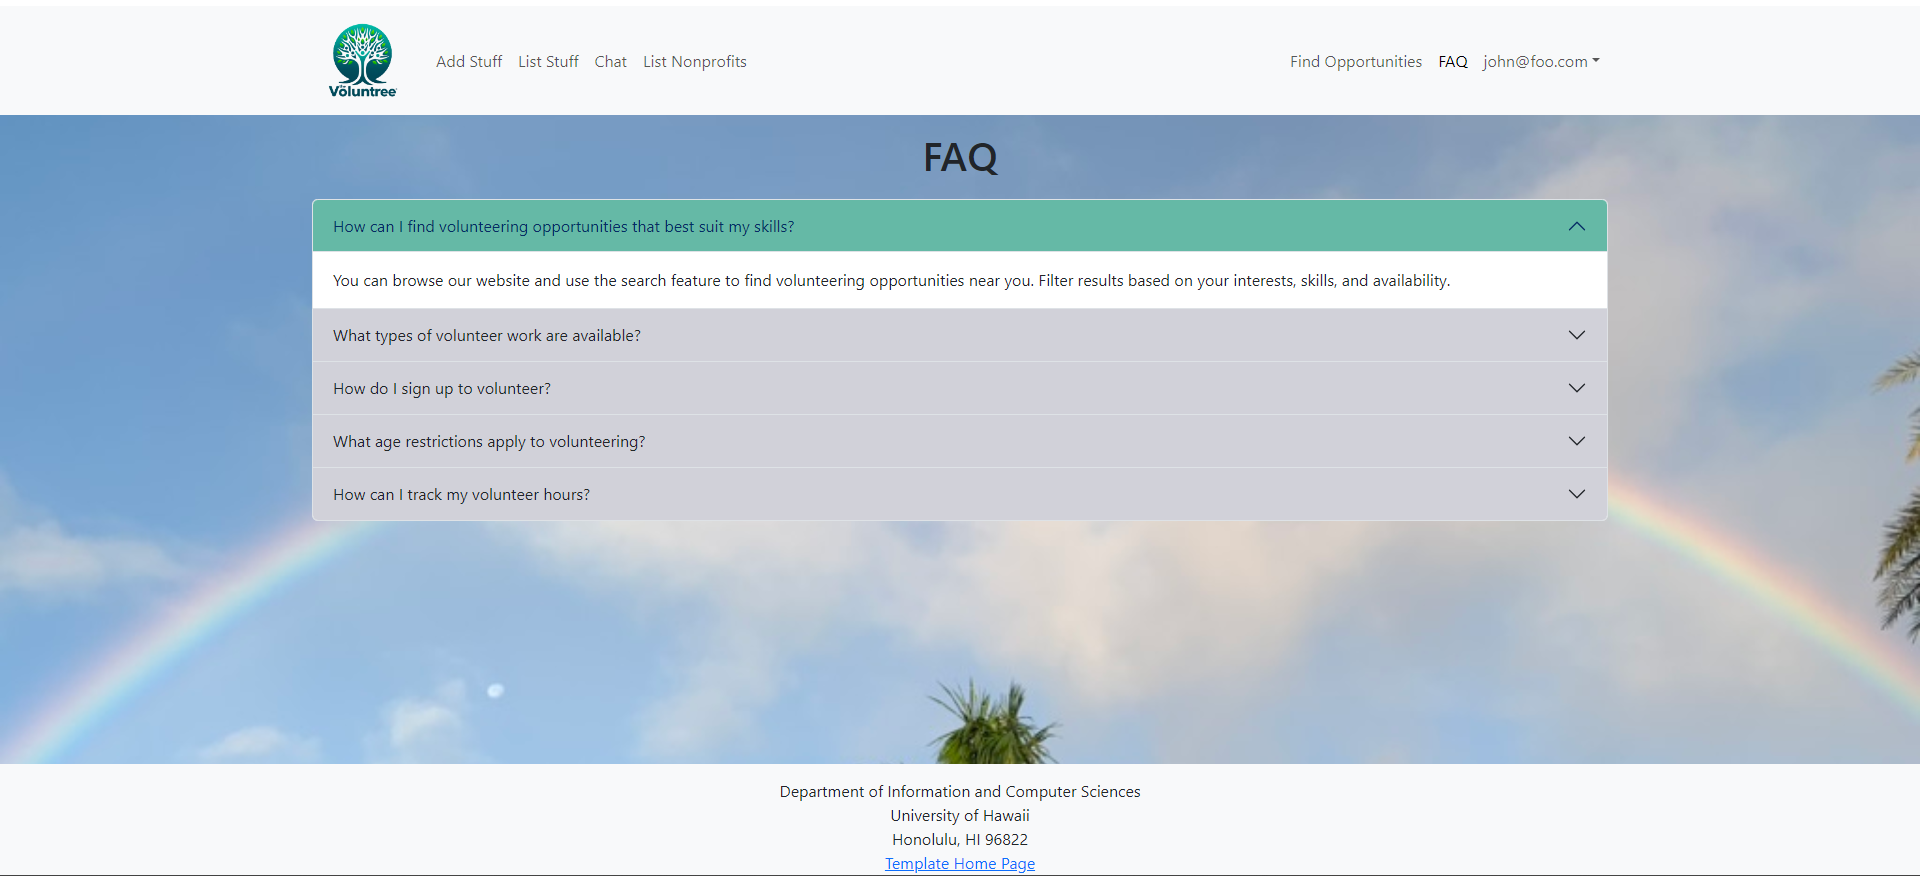 Voluntree
Add Stuff List Stuff Chat List Nonprofits Find Opportunities FAQ john@foo.com
FAQ
How can I find volunteering opportunities that best suit my skills?
You can browse our website and use the search feature to find volunteering opportunities near you. Filter results based on your interests, skills, and availability.
What types of volunteer work are available?
How do I sign up to volunteer?
What age restrictions apply to volunteering?
How can I track my volunteer hours?
Department of Information and Computer Sciences
University of Hawaii
Honolulu, HI 96822
Template Home Page